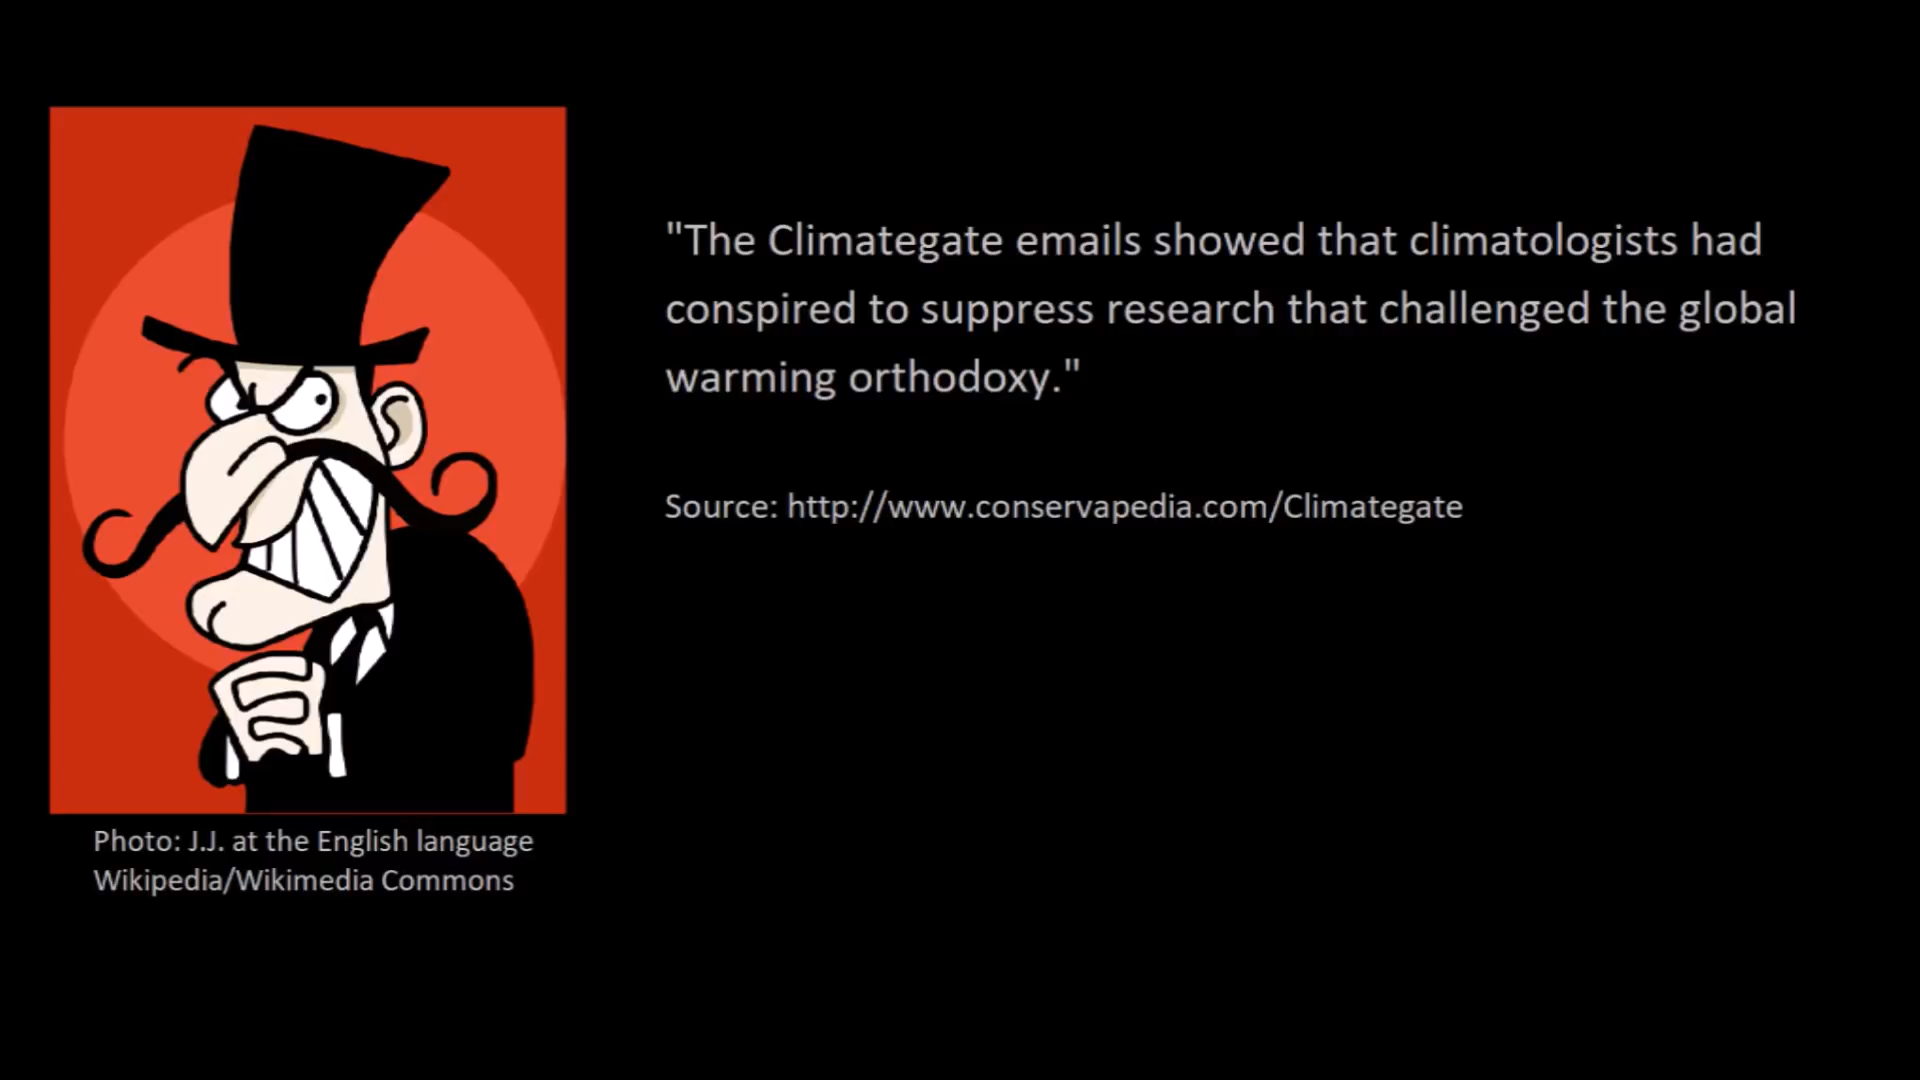 "The Climategate emails showed that climatologists had
conspired to suppress research that challenged the global
warming orthodoxy."
Source: http://www.conservapedia.com/Climategate
Photo: J.J. at the English language
Wikipedia/Wikimedia Commons